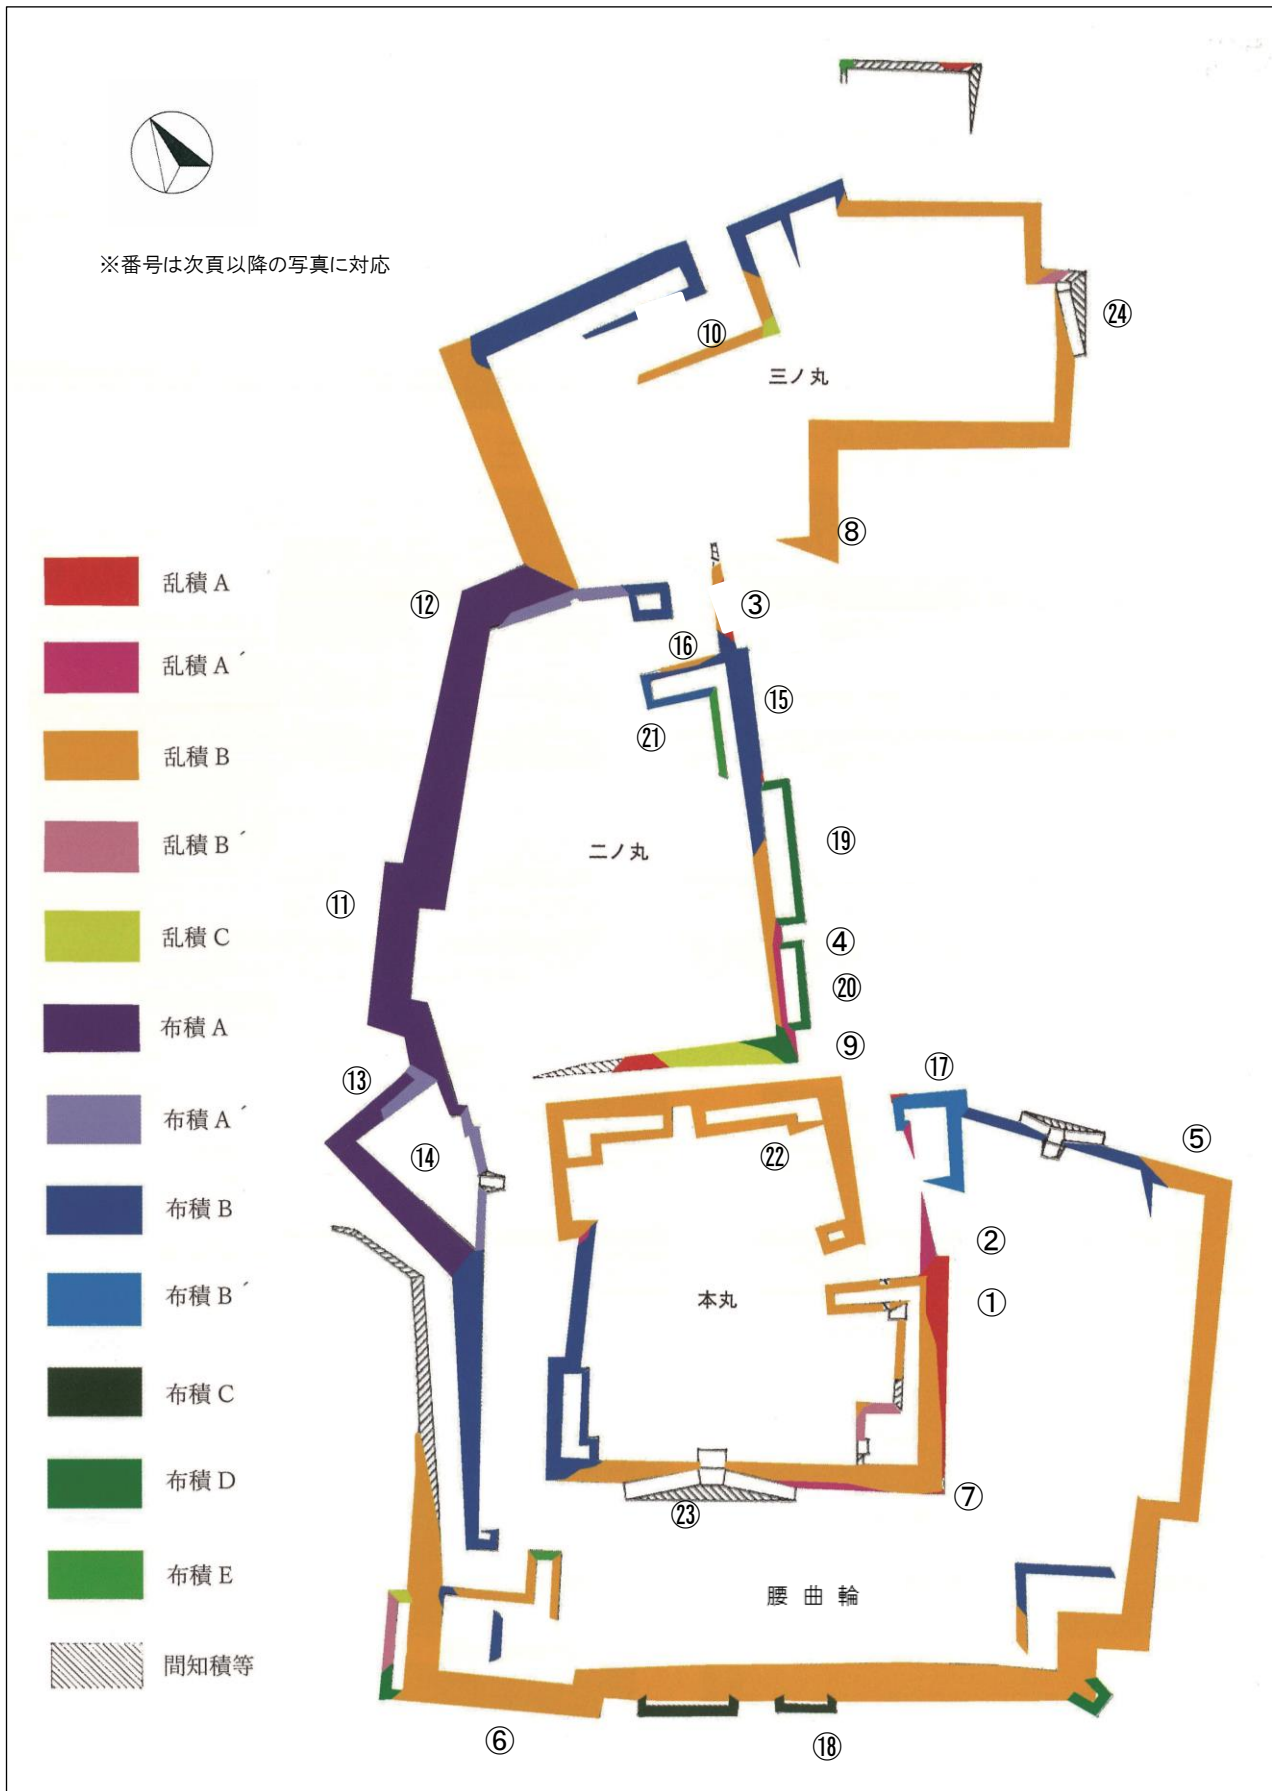 ※番号は次頁以降の写真に対応
㉔
⑩
三ノ丸
⑧
乱積 A
⑫
③
乱積 A´
⑯
⑮
㉑
乱積 B
乱積 B´
二ノ丸
⑲
⑪
乱積 C
④
⑳
布積 A
⑨
⑬
⑰
布積 A´
⑭
㉒
⑤
布積 B
②
布積 B´
本丸
①
布積 C
布積 D
㉓
⑦
布積 E
腰曲輪
間知積等
⑥
⑱